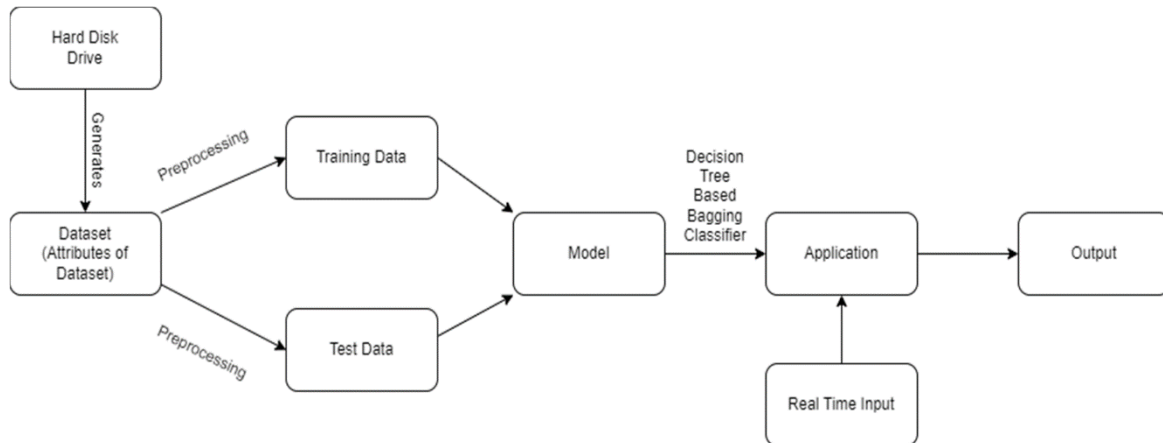 Hard Disk
Drive
Generates
Dataset
(Attributes of
Dataset)
Preprocessing
Training Data
Preprocessing
Test Data
Model
Decision
Tree
Based
Bagging
Classifier
Application
Output
Real Time Input